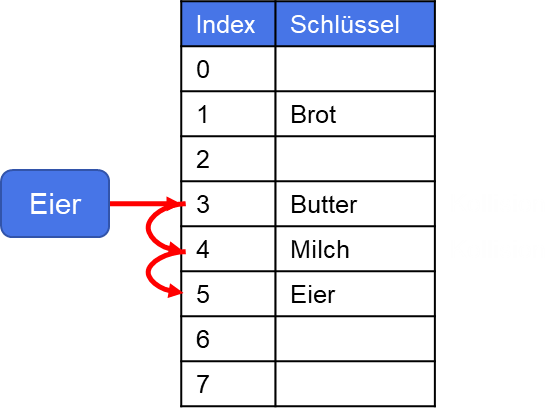 Index Schlüssel
0
1 Brot
2
Eier
3 Butter
4 Milch
5 Eier
6
7